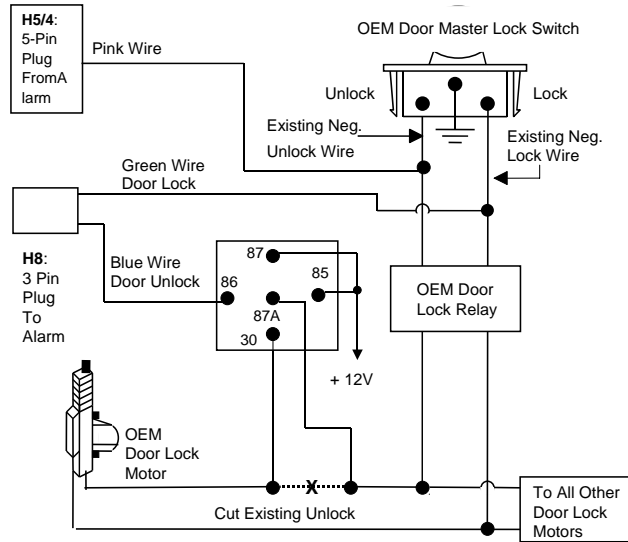 H5/4:
5-Pin
Plug
FromA
larm
Pink Wire
OEM Door Master Lock Switch
Unlock
Lock
Existing Neg.
Unlock Wire
Existing Neg.
Lock Wire
Green Wire
Door Lock
H8:
3 Pin
Plug
To
Alarm
Blue Wire
Door Unlock
87
86
85
87A
30
+ 12V
OEM Door
Lock Relay
OEM
Door Lock
Motor
X
Cut Existing Unlock
To All Other
Door Lock
Motors